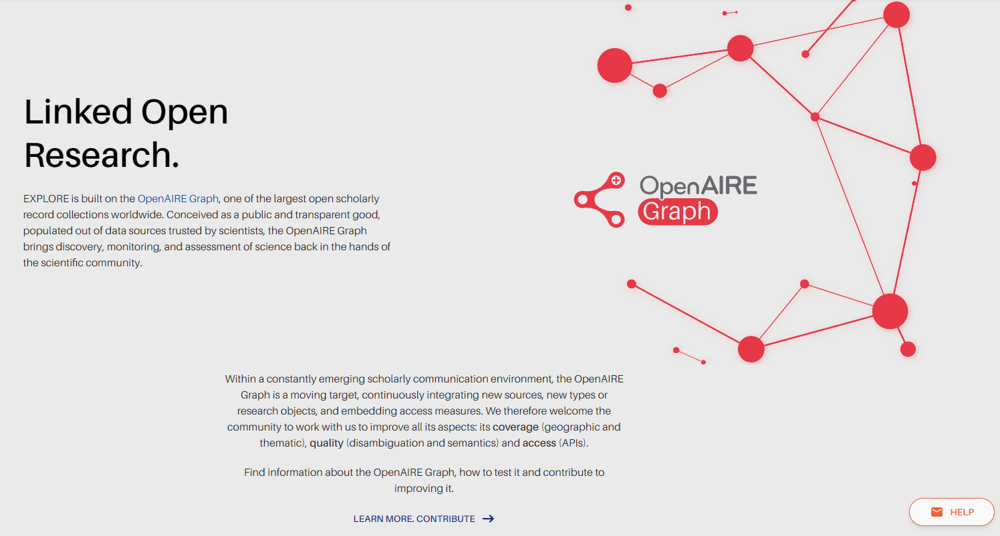 Linked Open
Research.
EXPLORE is built on the OpenAIRE Graph, one of the largest open scholarly
record collections worldwide. Conceived as a public and transparent good,
populated out of data sources trusted by scientists, the OpenAIRE Graph
brings discovery, monitoring, and assessment of science back in the hands of
the scientific community.
OpenAIRE
Graph
Within a constantly emerging scholarly communication environment, the OpenAIRE
Graph is a moving target, continuously integrating new sources, new types or
research objects, and embedding access measures. We therefore welcome the
community to work with us to improve all its aspects: its coverage (geographic and
thematic), quality (disambiguation and semantics) and access (APIs).
Find information about the OpenAIRE Graph, how to test it and contribute to
improving it.
LEARN MORE. CONTRIBUTE
HELP